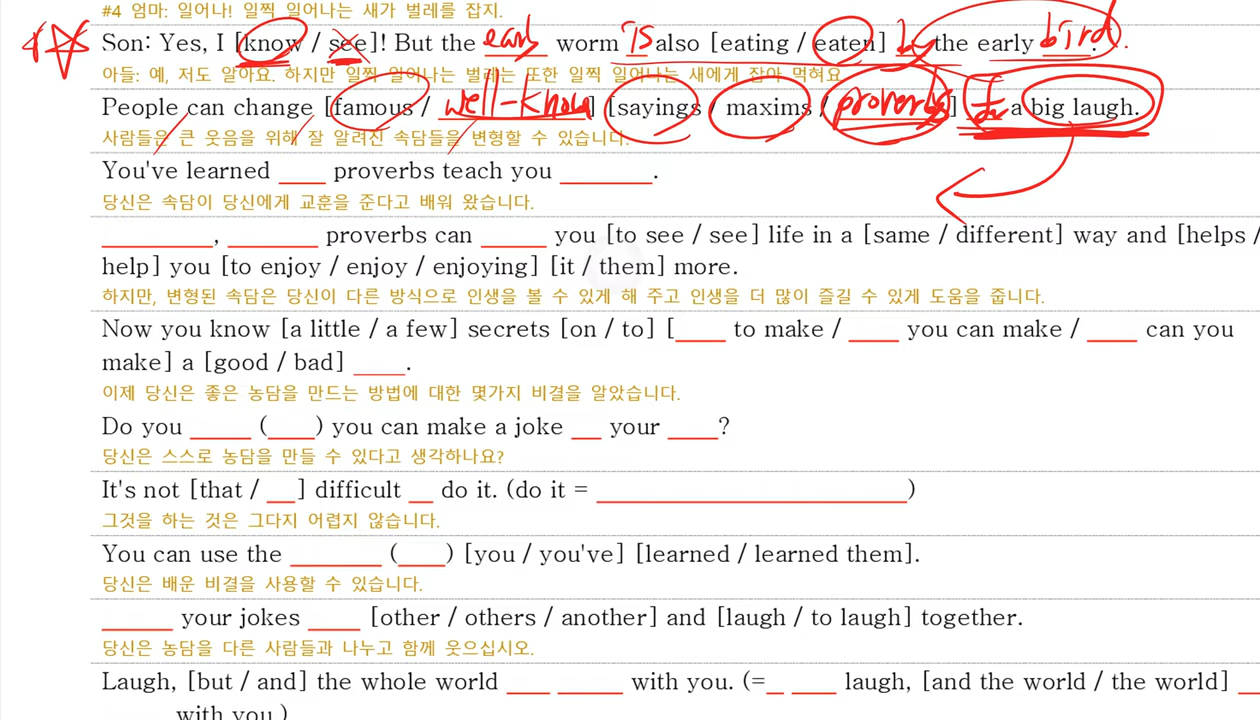 #4 엄마: 일어나! 일찍 일어나는 새가 벌레를 잡지.
Son: Yes, I [know / see]! But the early worm is also [eating / eaten] by the early bird.
아들: 예, 저도 알아요. 하지만 일찍 일어나는 벌레는 또한 일찍 일어나는 새에게 잡아 먹혀요
People can change [famous / well-known] [sayings / maxims / proverbs] for a big laugh.
사람들은 큰 웃음을 위해 잘 알려진 속담들을 변형할 수 있습니다.
You've learned ____ proverbs teach you ____.
당신은 속담이 당신에게 교훈을 준다고 배워 왔습니다.
____, ____ proverbs can ____ you [to see / see] life in a [same / different] way and [helps /
help] you [to enjoy / enjoy / enjoying] [it / them] more.
하지만, 변형된 속담은 당신이 다른 방식으로 인생을 볼 수 있게 해 주고 인생을 더 많이 즐길 수 있게 도움을 줍니다.
Now you know [a little / a few] secrets [on / to] [____ to make / ____ you can make / ____ can you
make] a [good / bad] ____.
이제 당신은 좋은 농담을 만드는 방법에 대한 몇가지 비결을 알았습니다.
Do you ____ (____) you can make a joke __ your ____?
당신은 스스로 농담을 만들 수 있다고 생각하나요?
It's not [that / __] difficult __ do it. (do it = ____)
그것을 하는 것은 그다지 어렵지 않습니다.
You can use the ____ (____) [you / you've] [learned / learned them].
당신은 배운 비결을 사용할 수 있습니다.
____ your jokes ____ [other / others / another] and [laugh / to laugh] together.
당신은 농담을 다른 사람들과 나누고 함께 웃으십시오.
Laugh, [but / and] the whole world ____ ____ with you. (=__ ____ laugh, [and the world / the world] __
with you.)